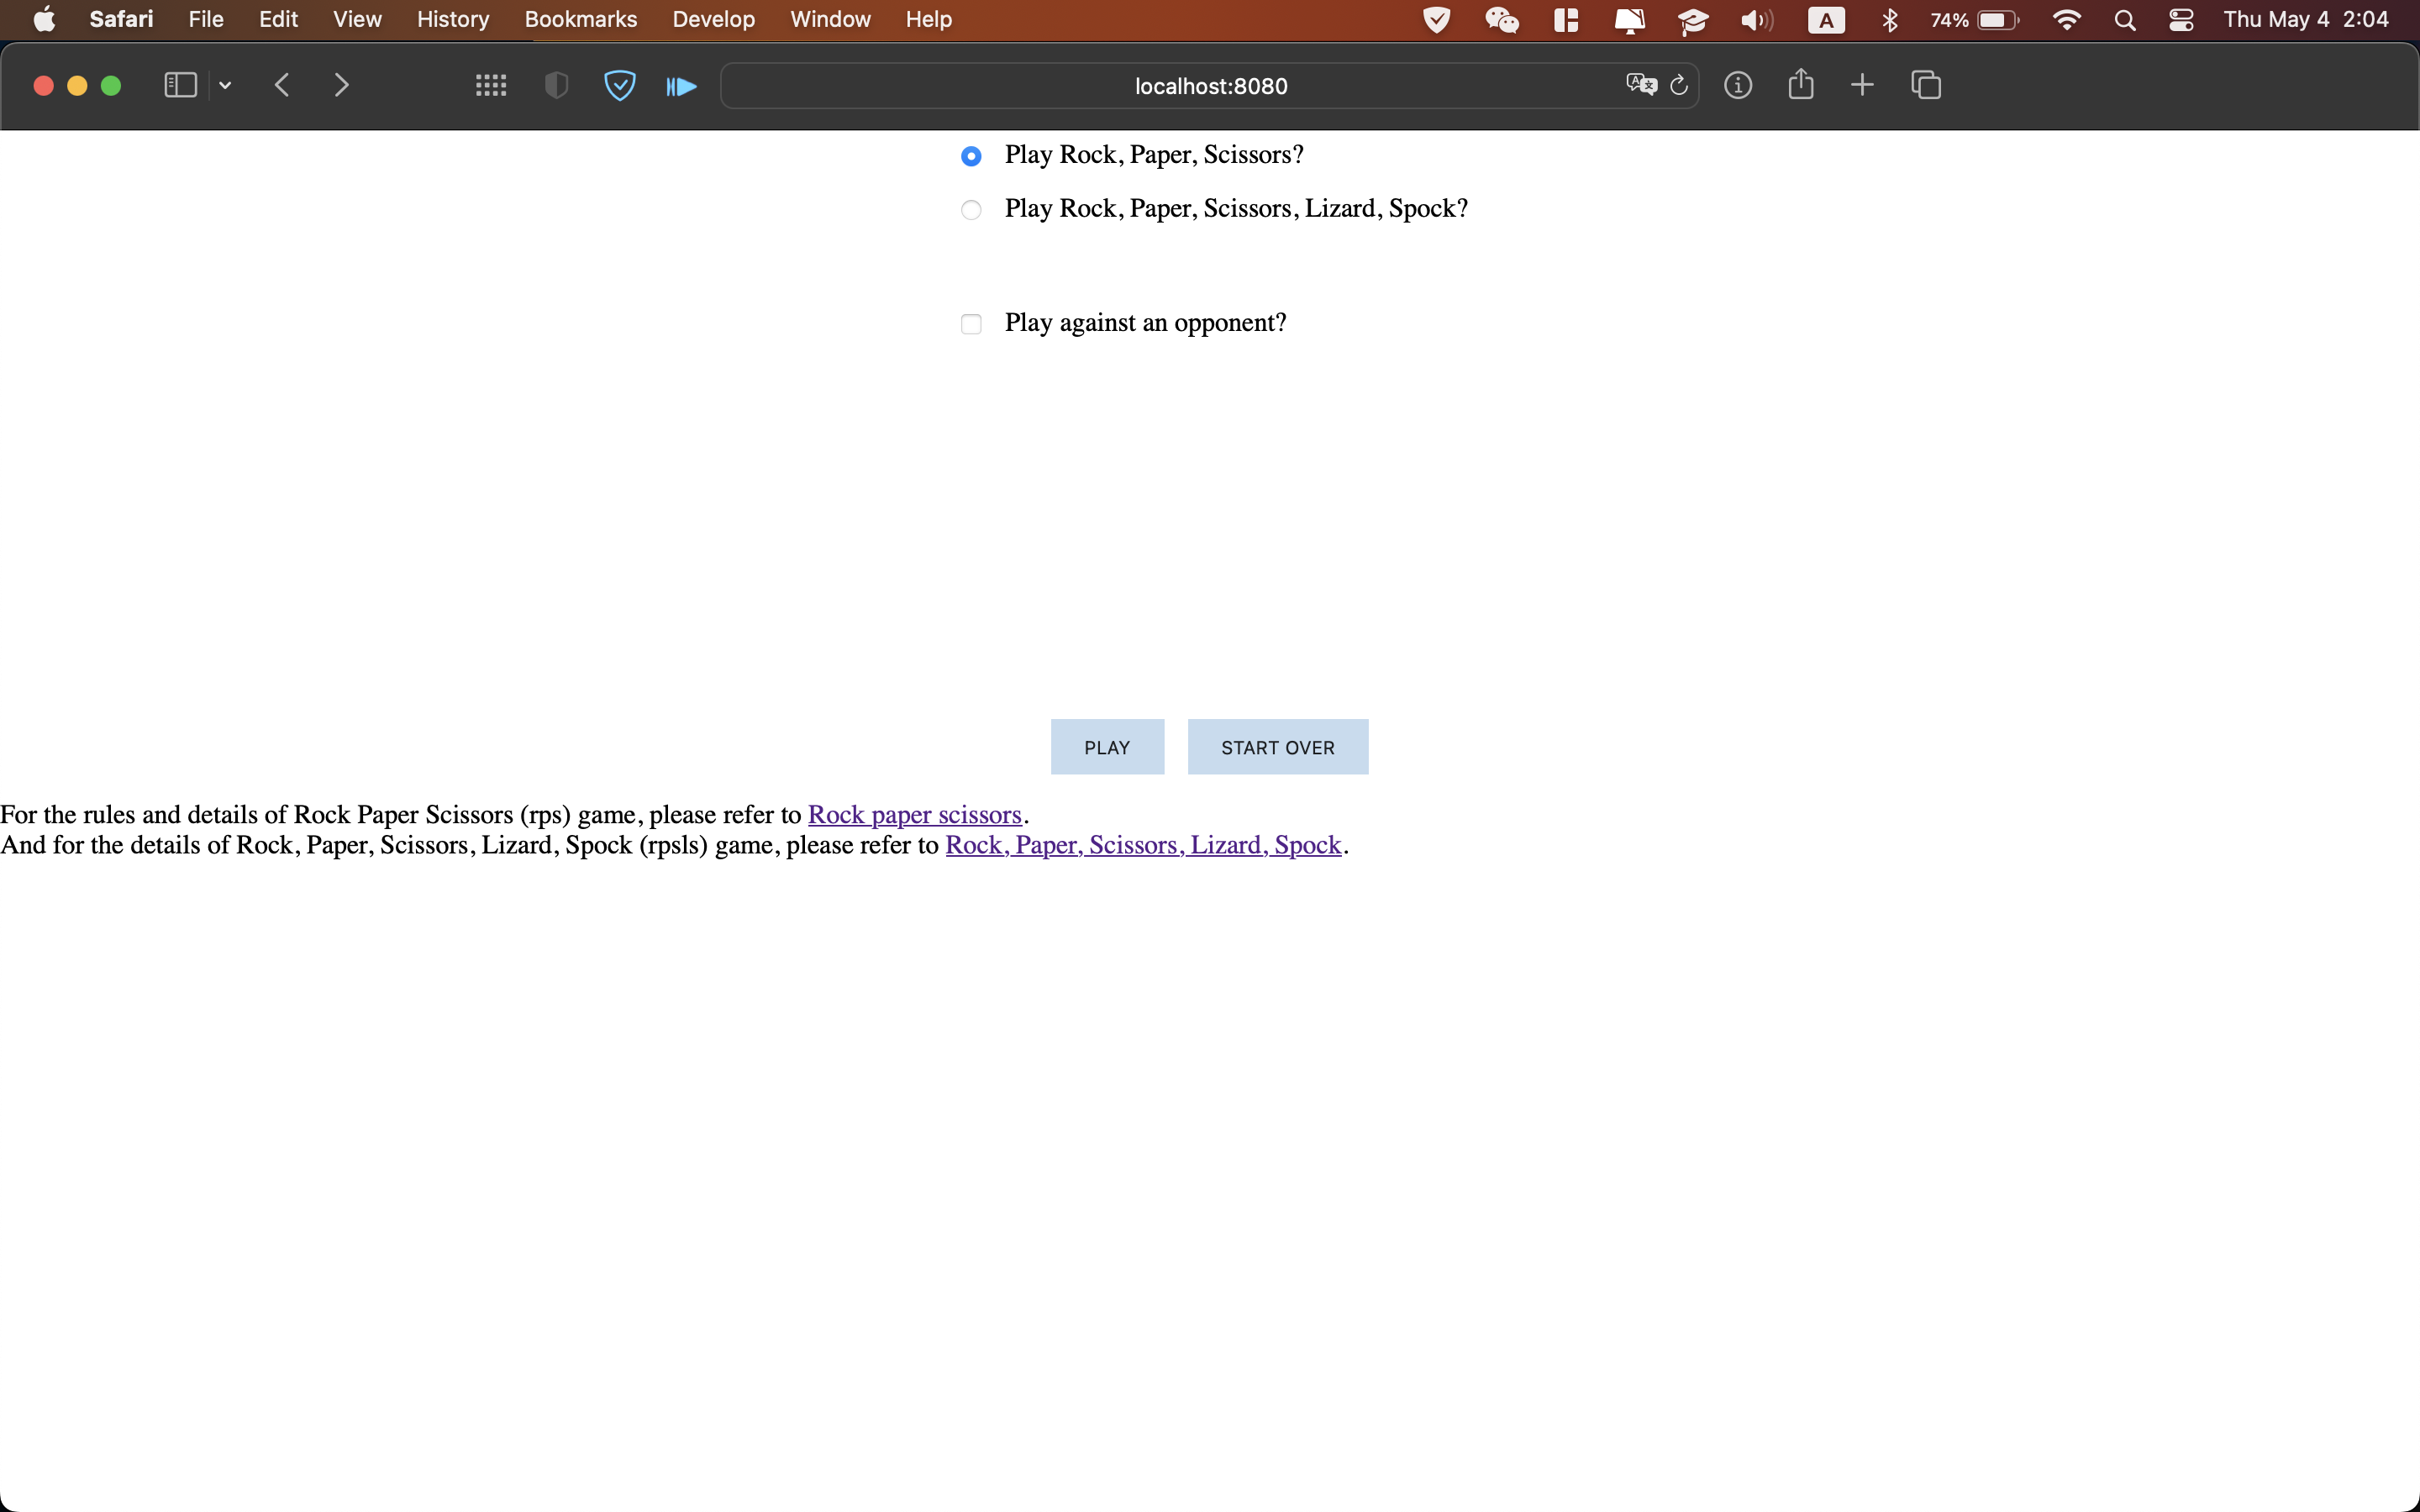 Safari File Edit View History Bookmarks Develop Window Help A 74% Thu May 4 2:04
localhost:8080
Play Rock, Paper, Scissors?
Play Rock, Paper, Scissors, Lizard, Spock?
Play against an opponent?
PLAY START OVER
For the rules and details of Rock Paper Scissors (rps) game, please refer to Rock paper scissors.
And for the details of Rock, Paper, Scissors, Lizard, Spock (rpsls) game, please refer to Rock, Paper, Scissors, Lizard, Spock.